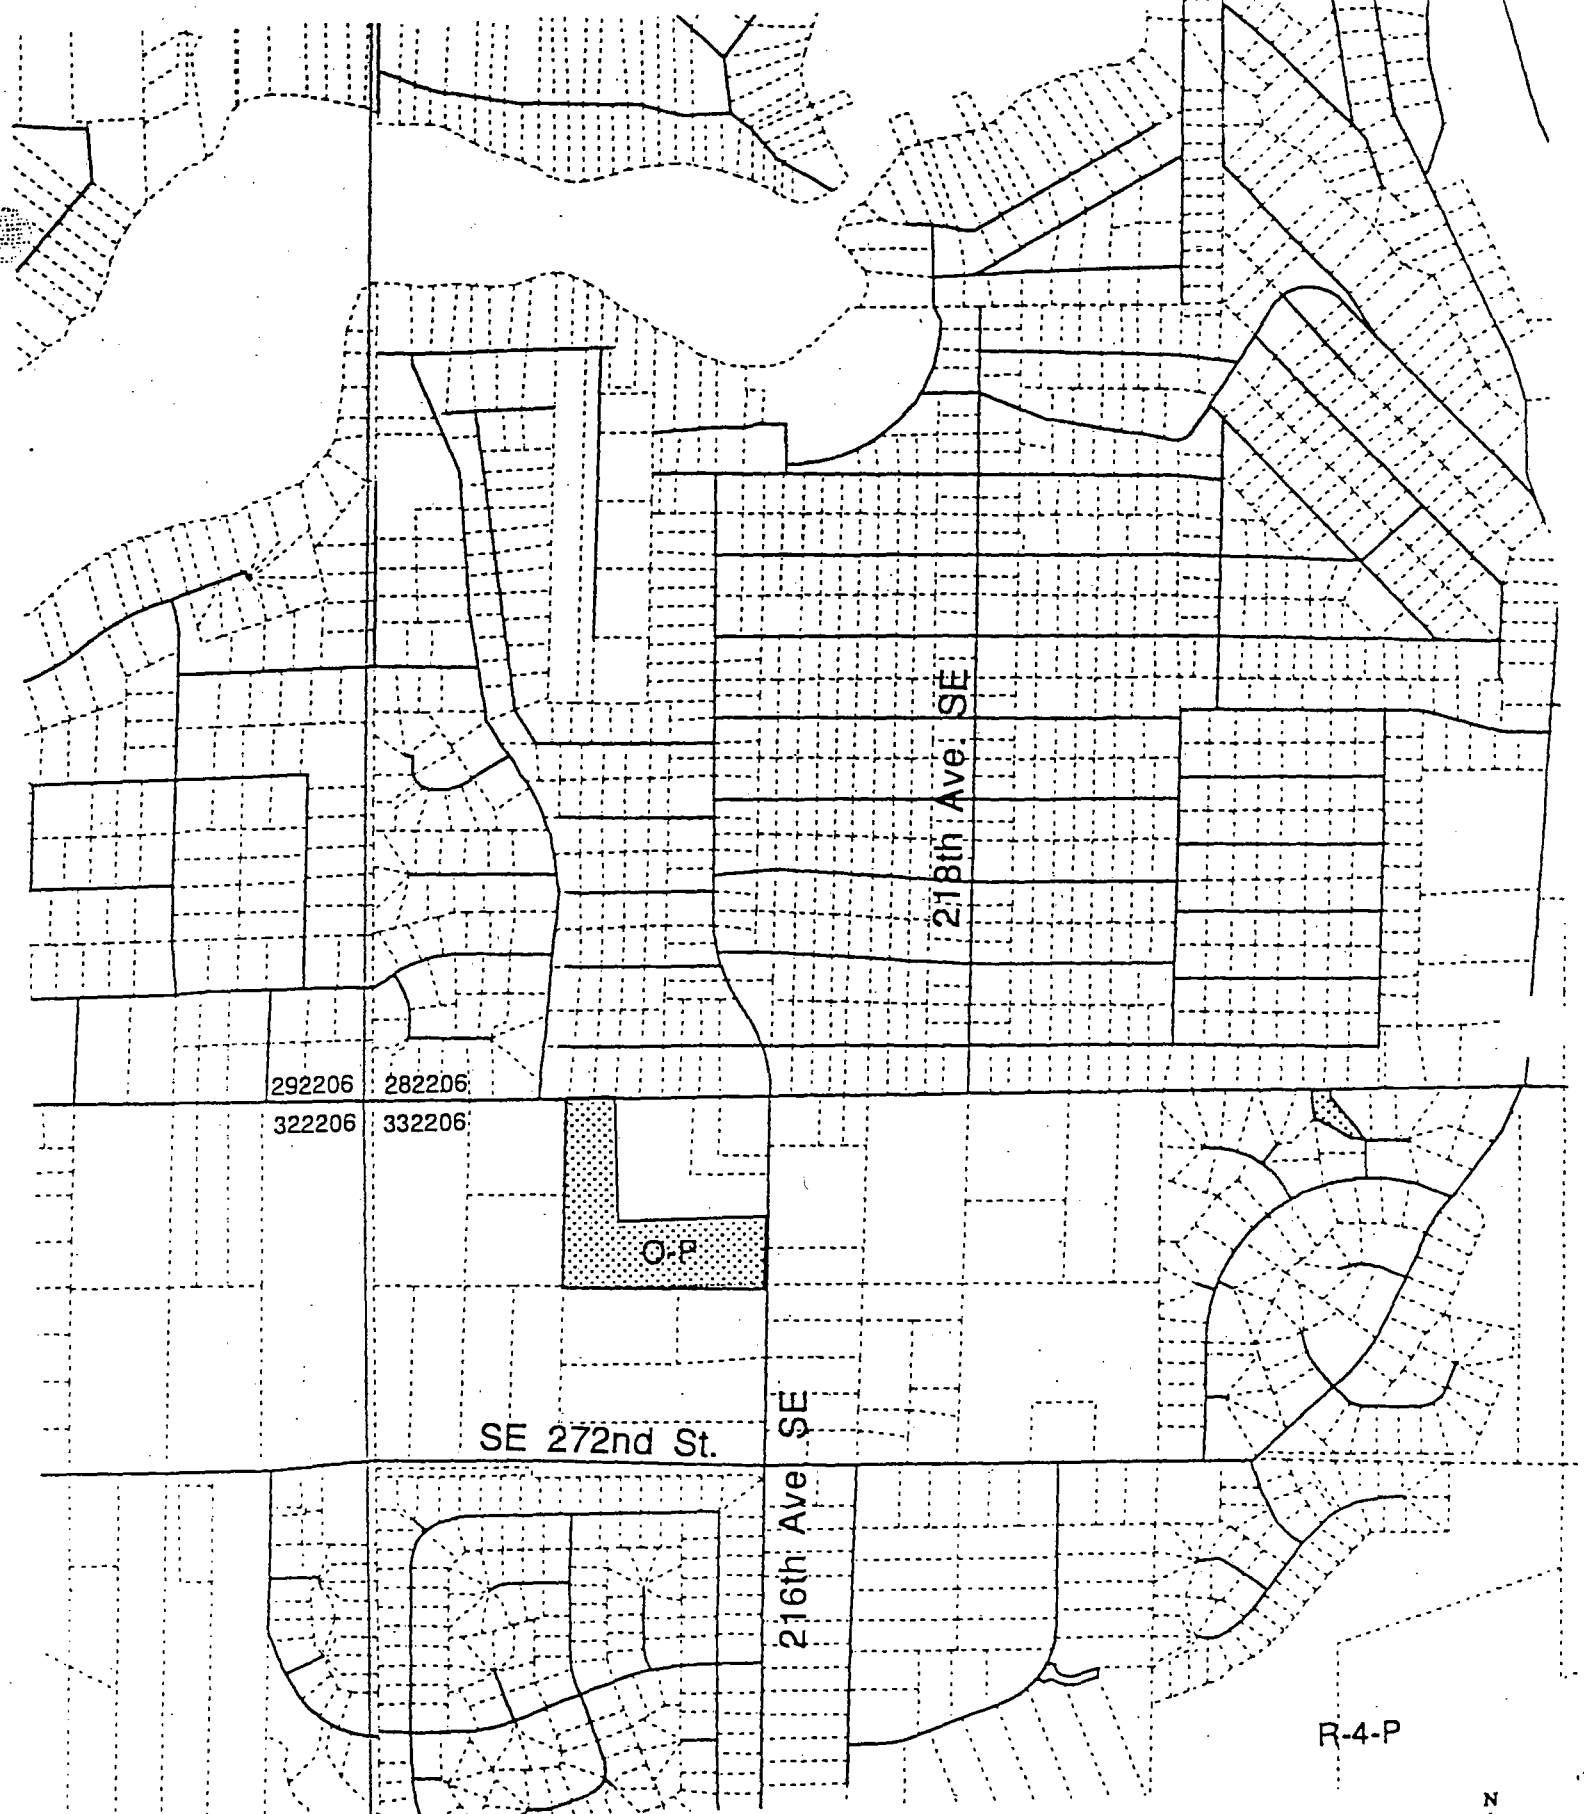 218th Ave. SE
292206 282206
322206 332206
O-P
SE 272nd St.
216th Ave SE
R-4-P
N